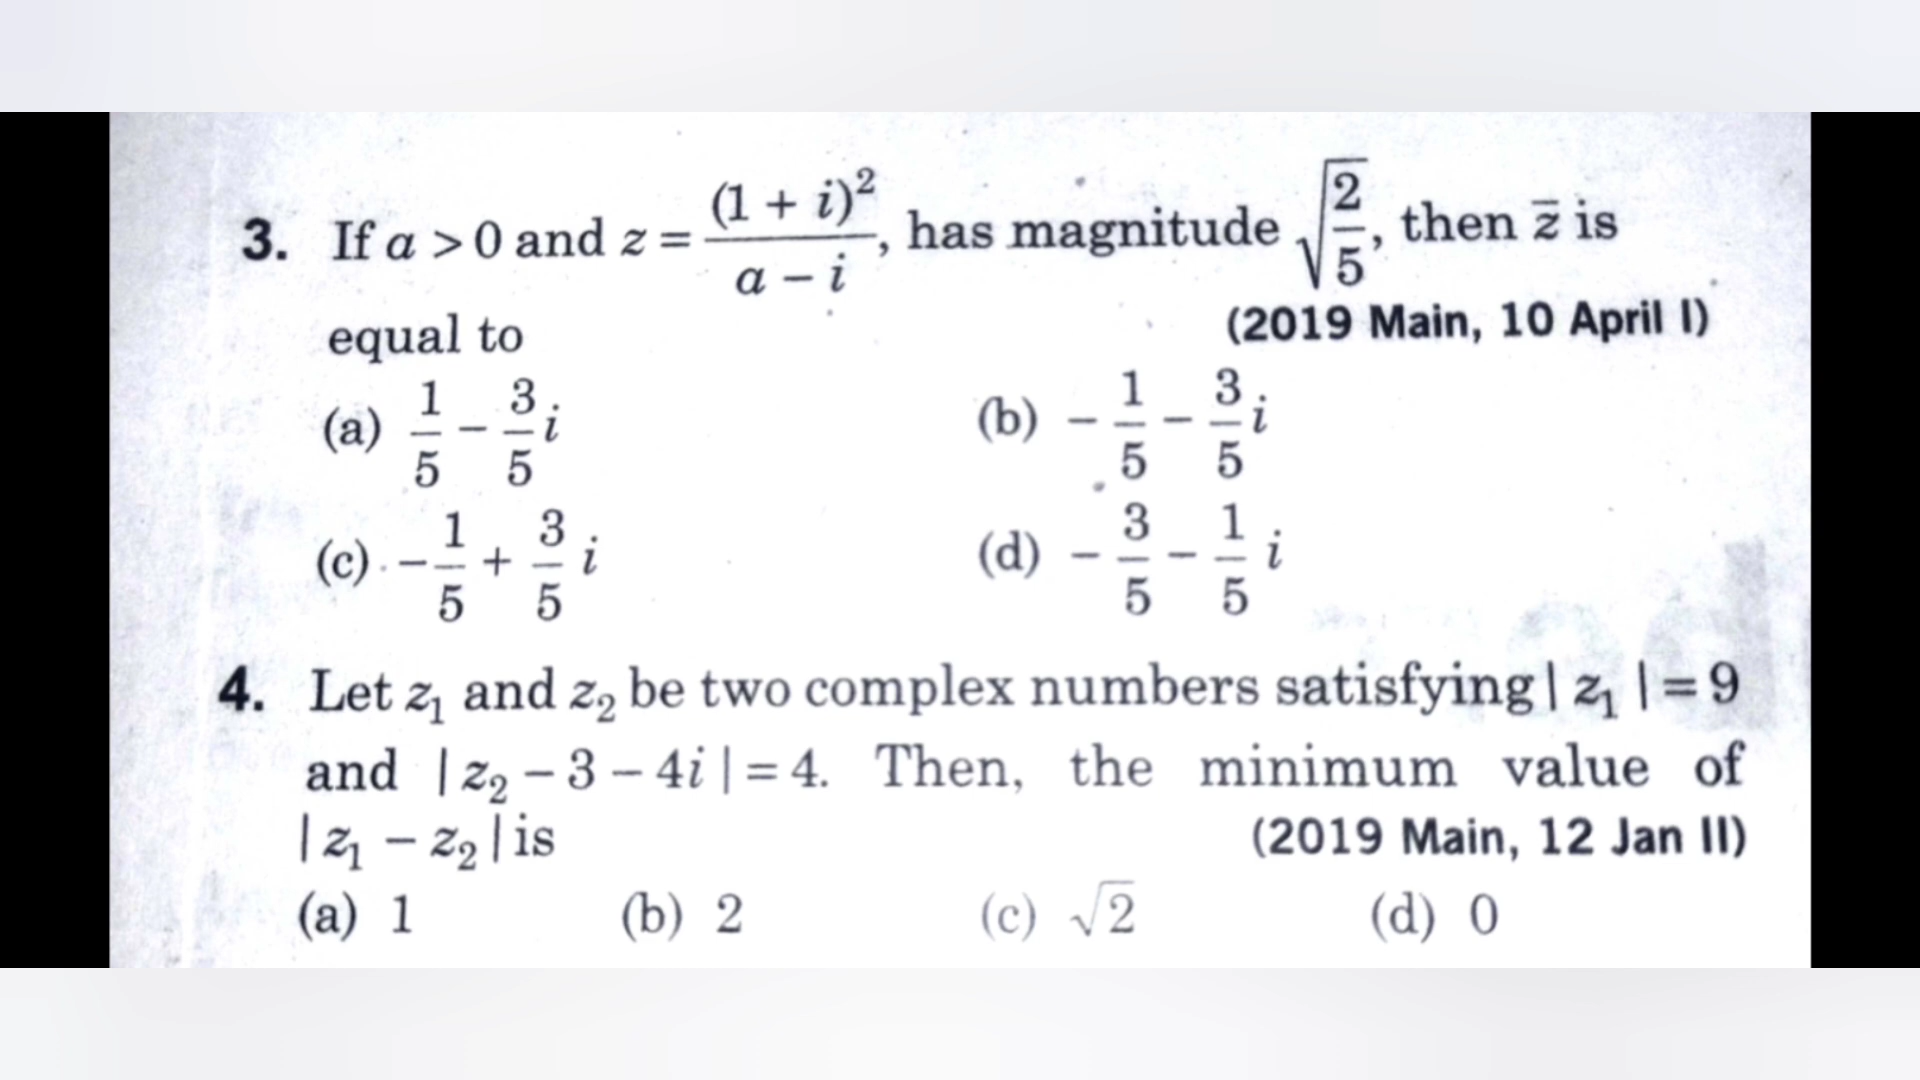 3. If a > 0 and z = (1 + i)² / (a − i), has magnitude √(2/5), then z̄ is
equal to (2019 Main, 10 April I)
(a) 1/5 − 3/5 i (b) − 1/5 − 3/5 i
(c) − 1/5 + 3/5 i (d) − 3/5 − 1/5 i
4. Let z₁ and z₂ be two complex numbers satisfying | z₁ | = 9
and | z₂ − 3 − 4i | = 4. Then, the minimum value of
| z₁ − z₂ | is (2019 Main, 12 Jan II)
(a) 1 (b) 2 (c) √2 (d) 0